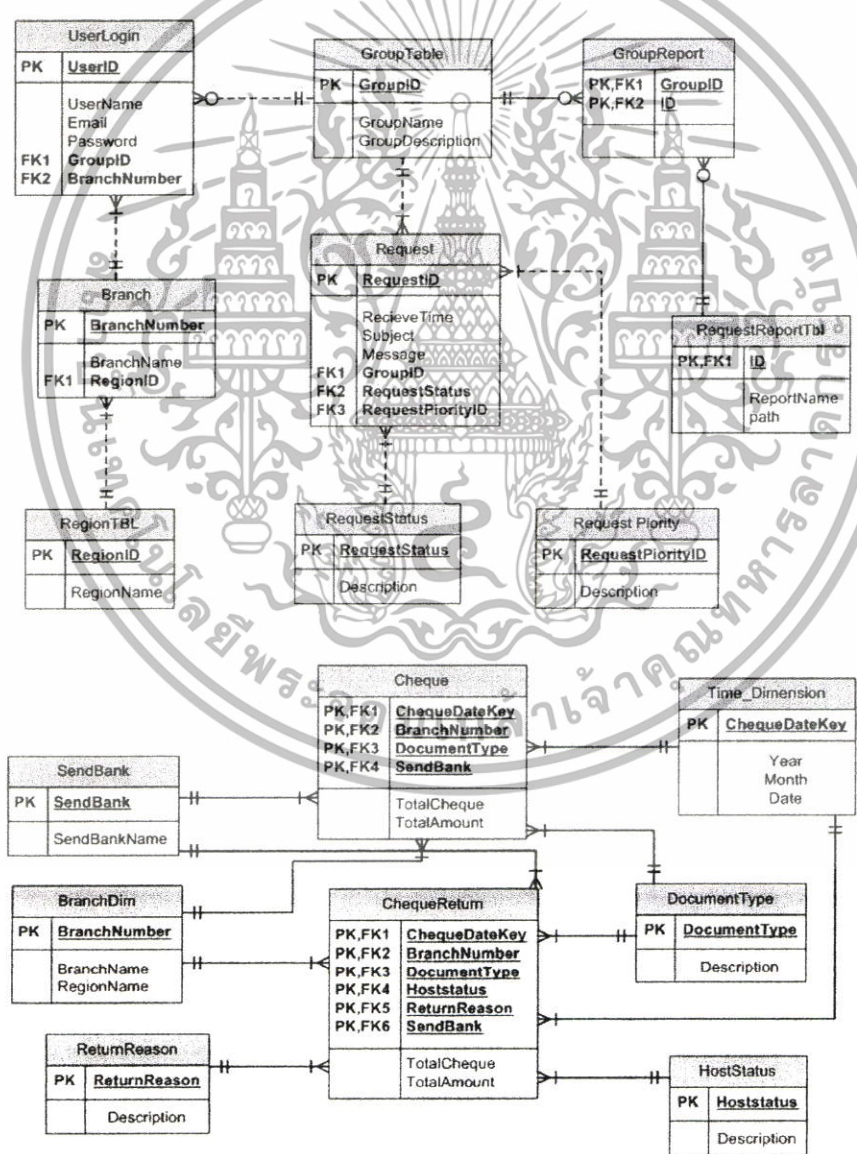 UserLogin
PK UserID
UserName
Email
Password
FK1 GroupID
FK2 BranchNumber
GroupTable
PK GroupID
GroupName
GroupDescription
GroupReport
PK,FK1 GroupID
PK,FK2 ID
Branch
PK BranchNumber
BranchName
FK1 RegionID
Request
PK RequestID
RecieveTime
Subject
Message
FK1 GroupID
FK2 RequestStatus
FK3 RequestPiorityID
RequestReportTbl
PK,FK1 ID
ReportName
path
RegionTBL
PK RegionID
RegionName
RequestStatus
PK RequestStatus
Description
Request Piority
PK RequestPiorityID
Description
Cheque
PK,FK1 ChequeDateKey
PK,FK2 BranchNumber
PK,FK3 DocumentType
PK,FK4 SendBank
TotalCheque
TotalAmount
Time_Dimension
PK ChequeDateKey
Year
Month
Date
SendBank
PK SendBank
SendBankName
BranchDim
PK BranchNumber
BranchName
RegionName
ChequeReturn
PK,FK1 ChequeDateKey
PK,FK2 BranchNumber
PK,FK3 DocumentType
PK,FK4 Hoststatus
PK,FK5 ReturnReason
PK,FK6 SendBank
TotalCheque
TotalAmount
DocumentType
PK DocumentType
Description
ReturnReason
PK ReturnReason
Description
HostStatus
PK Hoststatus
Description